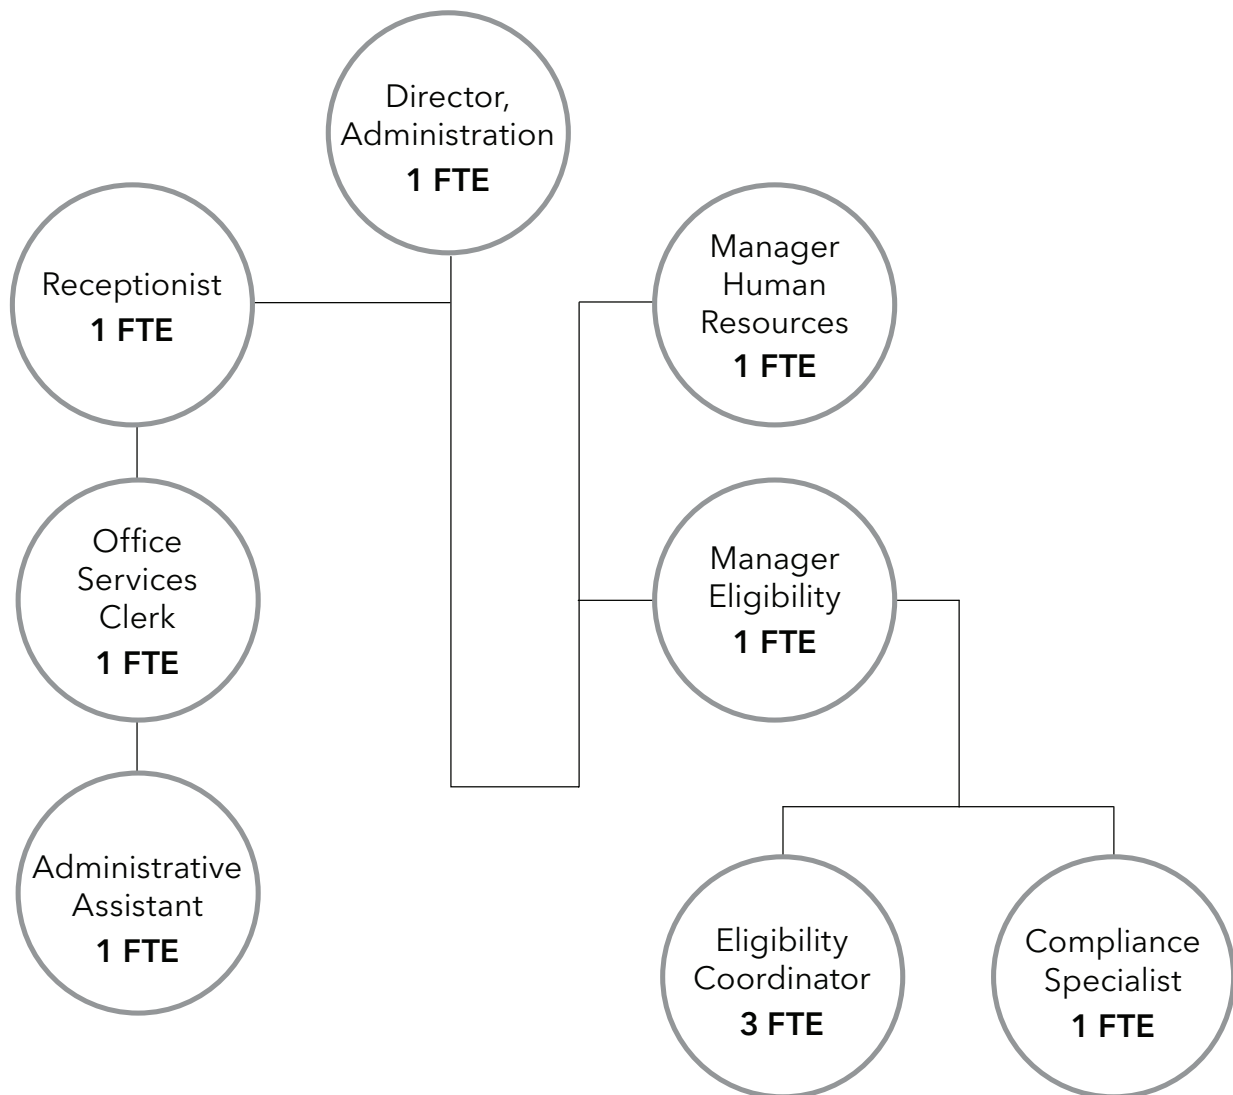 Director,
Administration
1 FTE
Receptionist
1 FTE
Manager
Human
Resources
1 FTE
Office
Services
Clerk
1 FTE
Manager
Eligibility
1 FTE
Administrative
Assistant
1 FTE
Eligibility
Coordinator
3 FTE
Compliance
Specialist
1 FTE